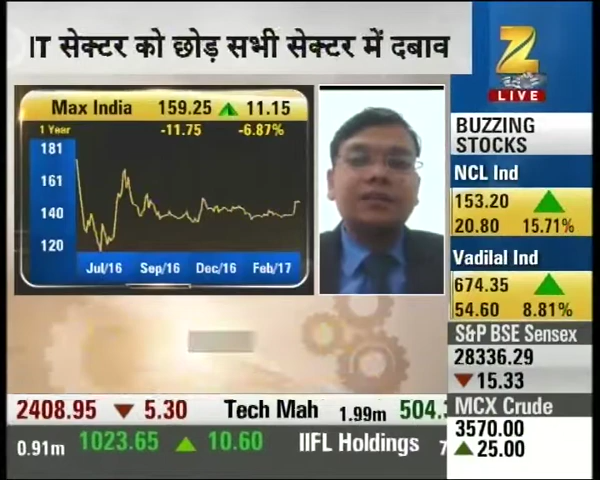 IT सेक्टर को छोड़ सभी सेक्टर में दबाव
LIVE
Max India 159.25 11.15
1 Year -11.75 -6.87%
181
161
140
120
Jul/16 Sep/16 Dec/16 Feb/17
BUZZING
STOCKS
NCL Ind
153.20
20.80 15.71%
Vadilal Ind
674.35
54.60 8.81%
S&P BSE Sensex
28336.29
15.33
MCX Crude
3570.00
25.00
2408.95 5.30 Tech Mah 1.99m 504.
0.91m 1023.65 10.60 IIFL Holdings 7